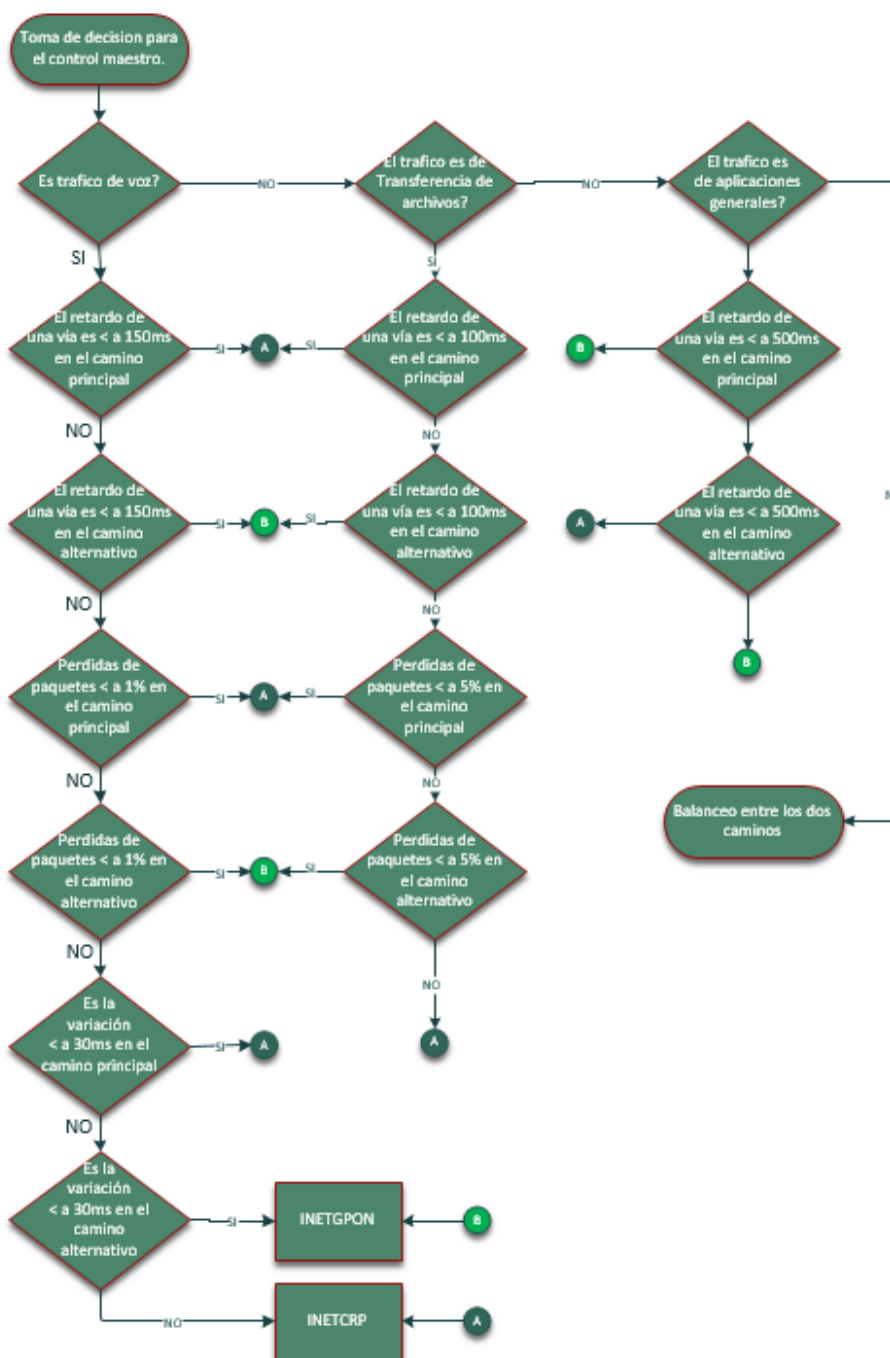 Toma de decision para
el control maestro.
Es trafico de voz?
NO
El trafico es de
Transferencia de
archivos?
NO
El trafico es
de aplicaciones
generales?
SI
SI
El retardo de
una vía es < a 150ms
en el camino
principal
SI
A
SI
El retardo de
una vía es < a 100ms
en el camino
principal
B
El retardo de
una vía es < a 500ms
en el camino
principal
NO
NO
El retardo de
una vía es < a 150ms
en el camino
alternativo
SI
B
SI
El retardo de
una vía es < a 100ms
en el camino
alternativo
A
El retardo de
una vía es < a 500ms
en el camino
alternativo
NO
NO
B
Perdidas de
paquetes < a 1% en
el camino
principal
SI
A
SI
Perdidas de
paquetes < a 5% en
el camino
principal
NO
NO
Perdidas de
paquetes < a 1% en
el camino
alternativo
SI
B
SI
Perdidas de
paquetes < a 5% en
el camino
alternativo
Balanceo entre los dos
caminos
NO
NO
Es la
variación
< a 30ms en el
camino principal
SI
A
A
NO
Es la
variación
< a 30ms en el
camino
alternativo
SI
INETGPON
B
NO
INETCRP
A